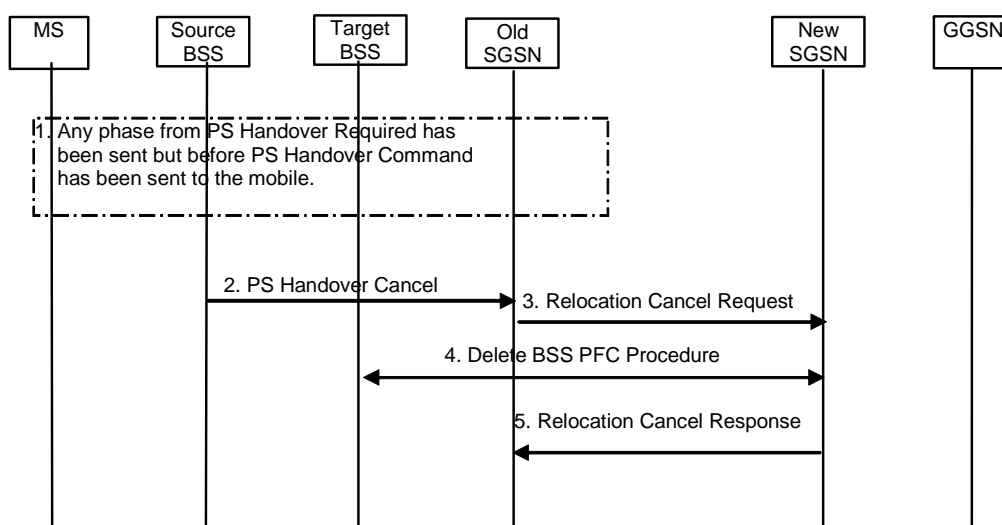 MS
Source
BSS
Target
BSS
Old
SGSN
New
SGSN
GGSN
1. Any phase from PS Handover Required has
been sent but before PS Handover Command
has been sent to the mobile.
2. PS Handover Cancel
3. Relocation Cancel Request
4. Delete BSS PFC Procedure
5. Relocation Cancel Response